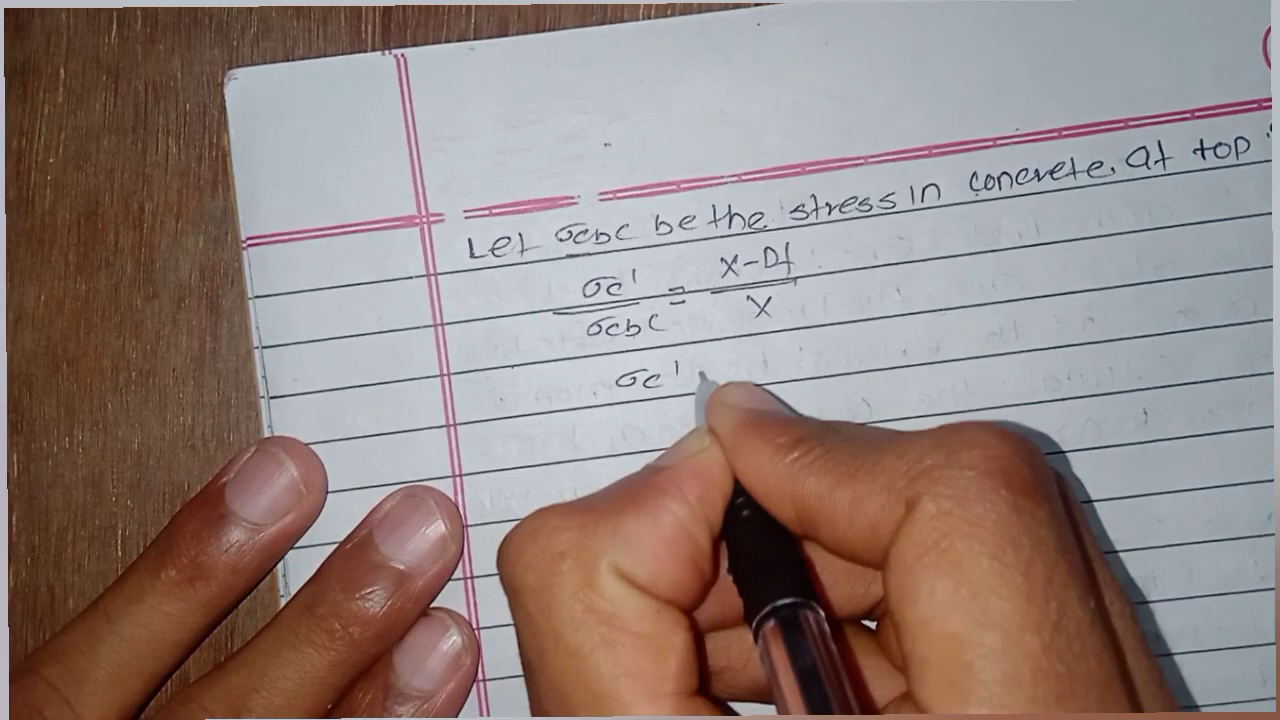 Let σcbc be the stress in concrete. at top
σc' / σcbc = x-Df / x
σc'